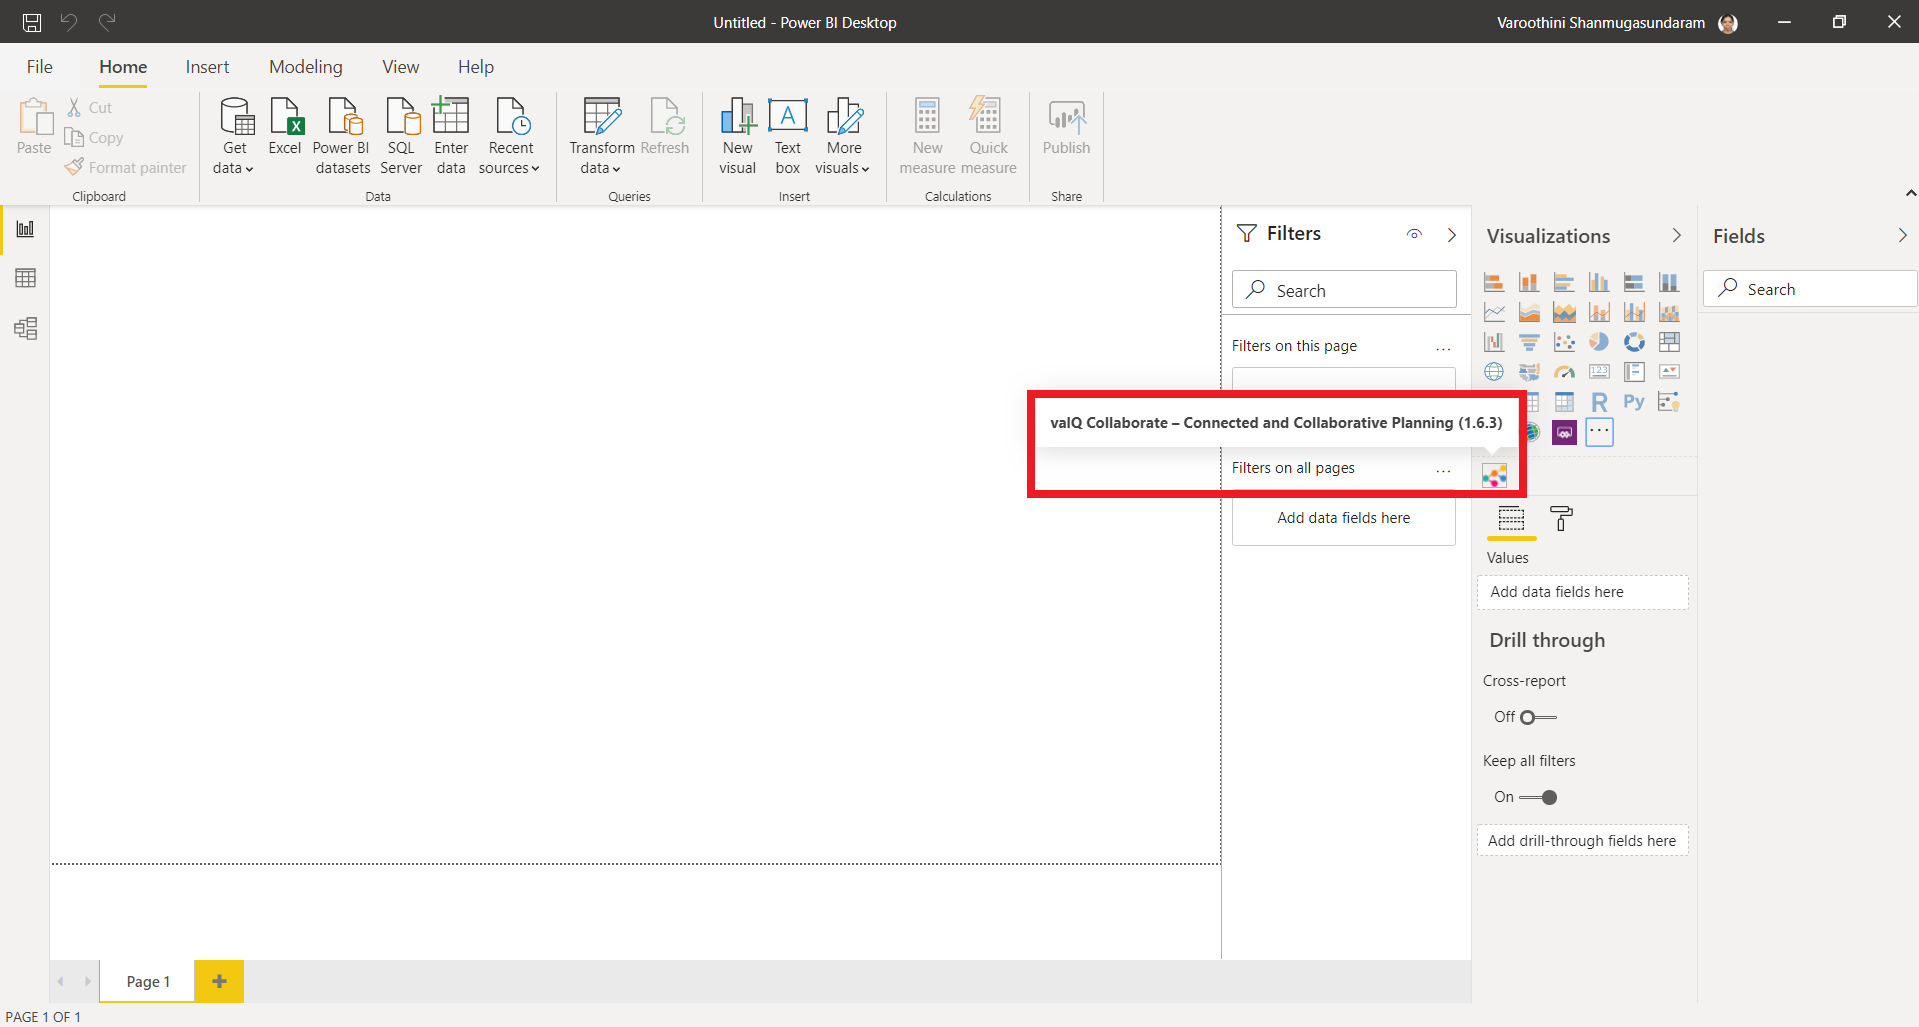 Untitled - Power BI Desktop
Varoothini Shanmugasundaram
File Home Insert Modeling View Help
Paste
Cut
Copy
Format painter
Clipboard
Get data
Excel
Power BI datasets
SQL Server
Enter data
Recent sources
Data
Transform data
Refresh
Queries
New visual
Text box
A
More visuals
Insert
New measure
Quick measure
Calculations
Publish
Share
Filters
Search
Filters on this page ...
valQ Collaborate – Connected and Collaborative Planning (1.6.3)
Filters on all pages ...
Add data fields here
Visualizations
123
R Py
...
Values
Add data fields here
Drill through
Cross-report
Off
Keep all filters
On
Add drill-through fields here
Fields
Search
Page 1
PAGE 1 OF 1